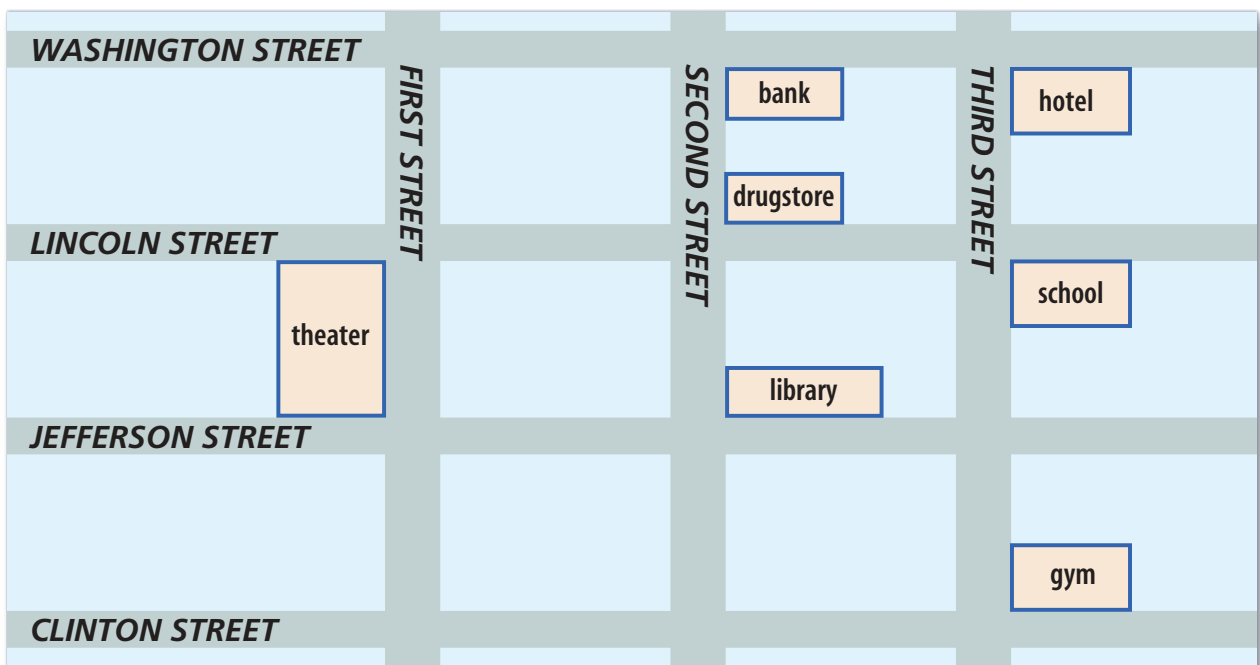 WASHINGTON STREET
FIRST STREET
SECOND STREET
bank
THIRD STREET
hotel
drugstore
LINCOLN STREET
school
theater
library
JEFFERSON STREET
gym
CLINTON STREET